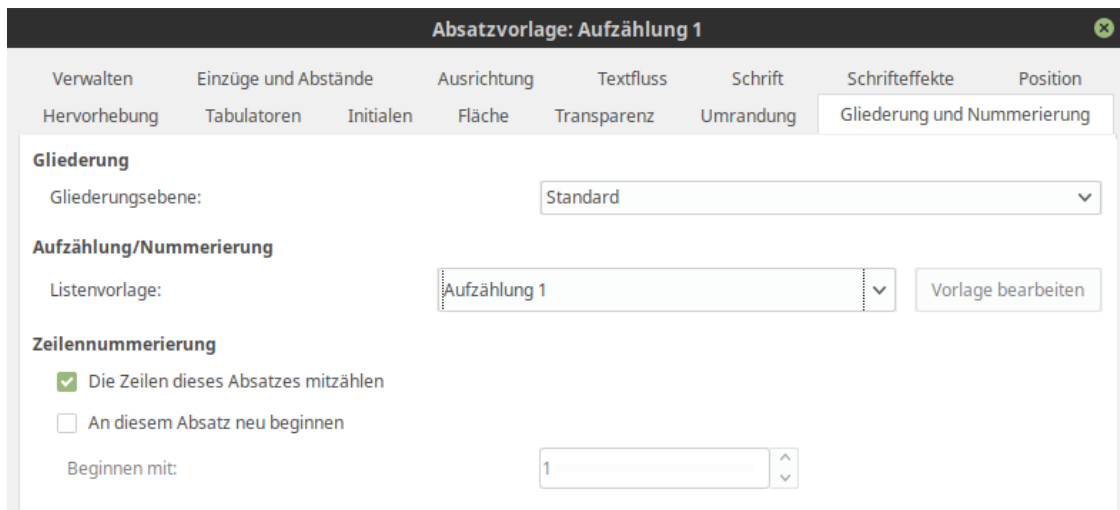 Absatzvorlage: Aufzählung 1
Verwalten Einzüge und Abstände Ausrichtung Textfluss Schrift Schrifteffekte Position
Hervorhebung Tabulatoren Initialen Fläche Transparenz Umrandung Gliederung und Nummerierung
Gliederung
Gliederungsebene: Standard
Aufzählung/Nummerierung
Listenvorlage: Aufzählung 1 Vorlage bearbeiten
Zeilennummerierung
Die Zeilen dieses Absatzes mitzählen
An diesem Absatz neu beginnen
Beginnen mit: 1